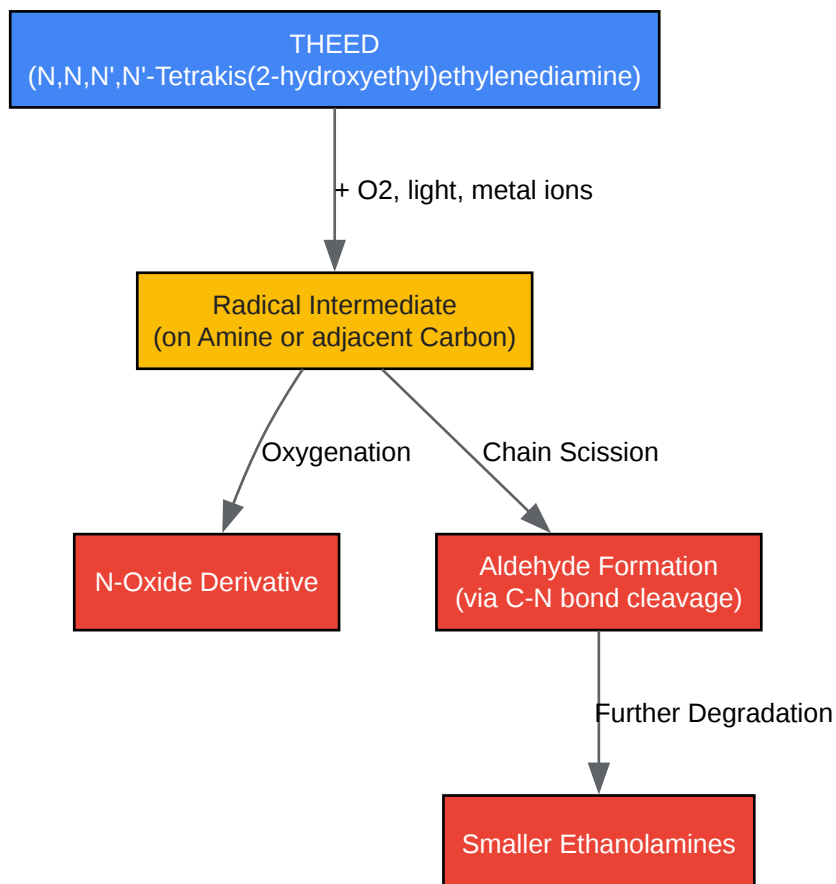 THEED
(N,N,N',N'-Tetrakis(2-hydroxyethyl)ethylenediamine)
+ O2, light, metal ions
Radical Intermediate
(on Amine or adjacent Carbon)
Oxygenation
Chain Scission
N-Oxide Derivative
Aldehyde Formation
(via C-N bond cleavage)
Further Degradation
Smaller Ethanolamines